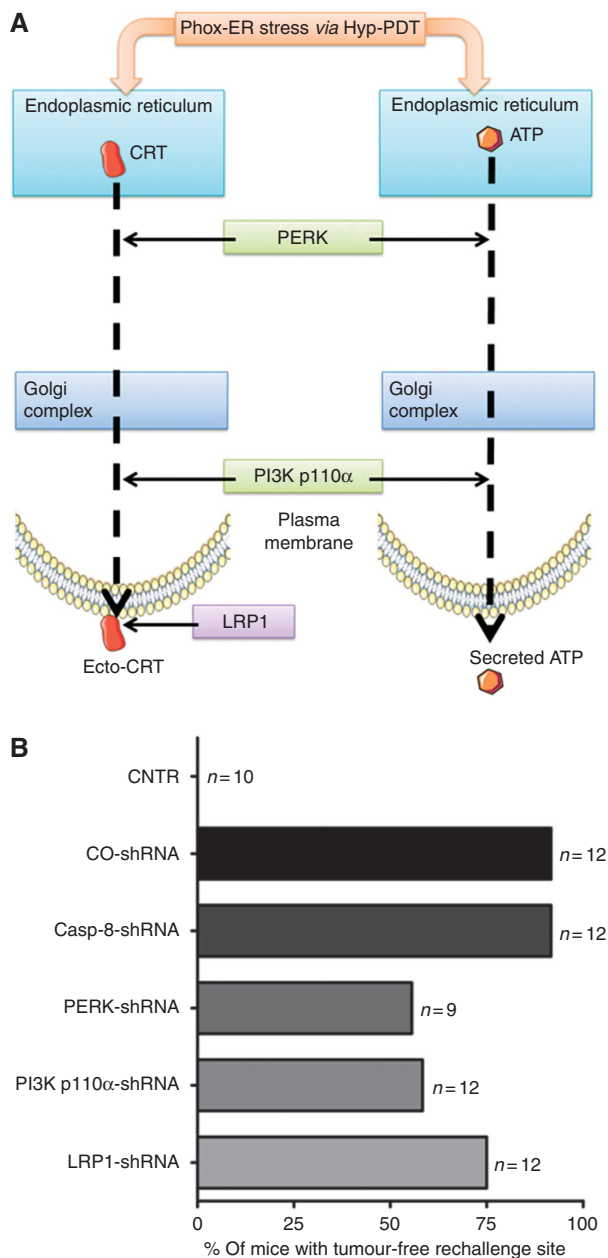 A
Phox-ER stress via Hyp-PDT
Endoplasmic reticulum
Endoplasmic reticulum
CRT
ATP
PERK
Golgi
complex
Golgi
complex
PI3K p110α
Plasma
membrane
LRP1
Ecto-CRT
Secreted ATP
B
CNTR
n=10
CO-shRNA
n=12
Casp-8-shRNA
n=12
PERK-shRNA
n=9
PI3K p110α-shRNA
n=12
LRP1-shRNA
n=12
0
25
50
75
100
% Of mice with tumour-free rechallenge site